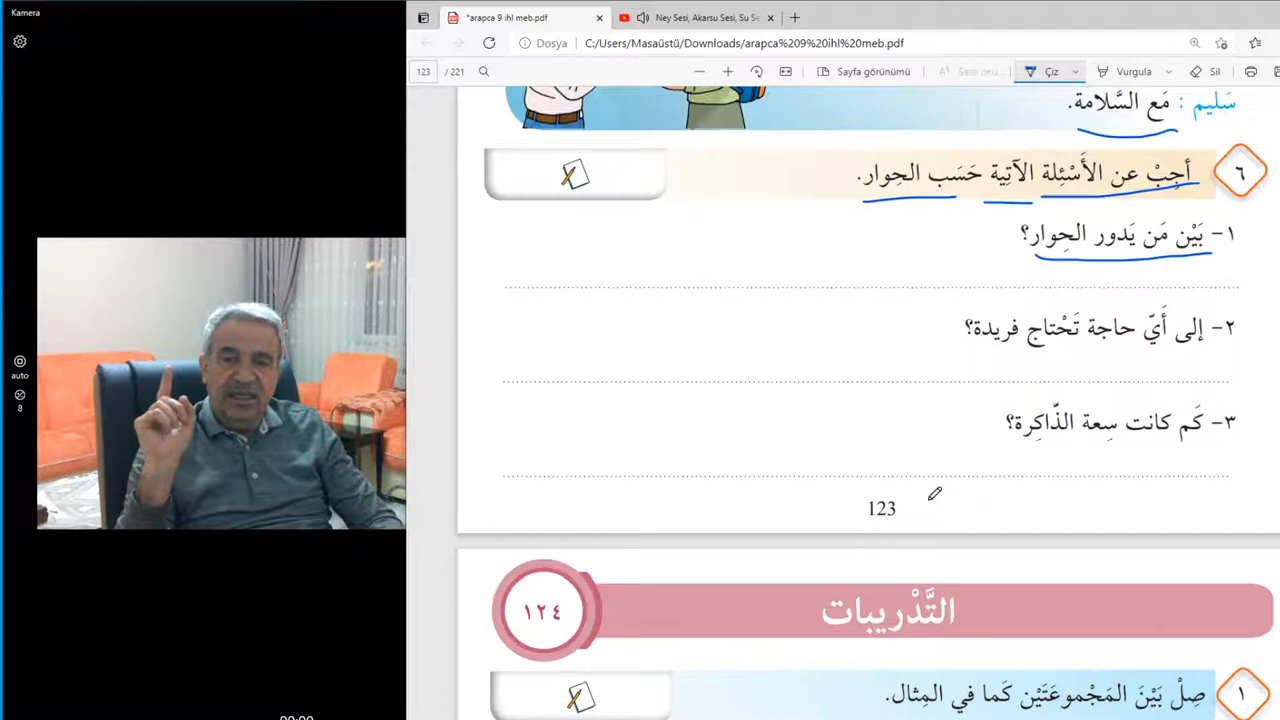 Kamera
*arapca 9 ihl meb.pdf
Ney Sesi, Akarsu Sesi, Su Se
Dosya
C:/Users/Masaüstü/Downloads/arapca%209%20ihl%20meb.pdf
123 / 221
Sayfa görünümü
Çiz
Vurgula
Sil
auto
8
سَليم : مَع السَّلامة.
٦ أجِبْ عن الأَسْئِلة الآتِية حَسَب الحِوار.
١- بَيْن مَن يَدور الحِوار؟
٢- إلى أَيّ حاجة تَحْتاج فريدة؟
٣- كَم كانت سِعة الذّاكِرة؟
123
التَّدْريبات
١٢٤
١ صِلْ بَيْنَ المَجْموعَتَيْن كَما في المِثال.